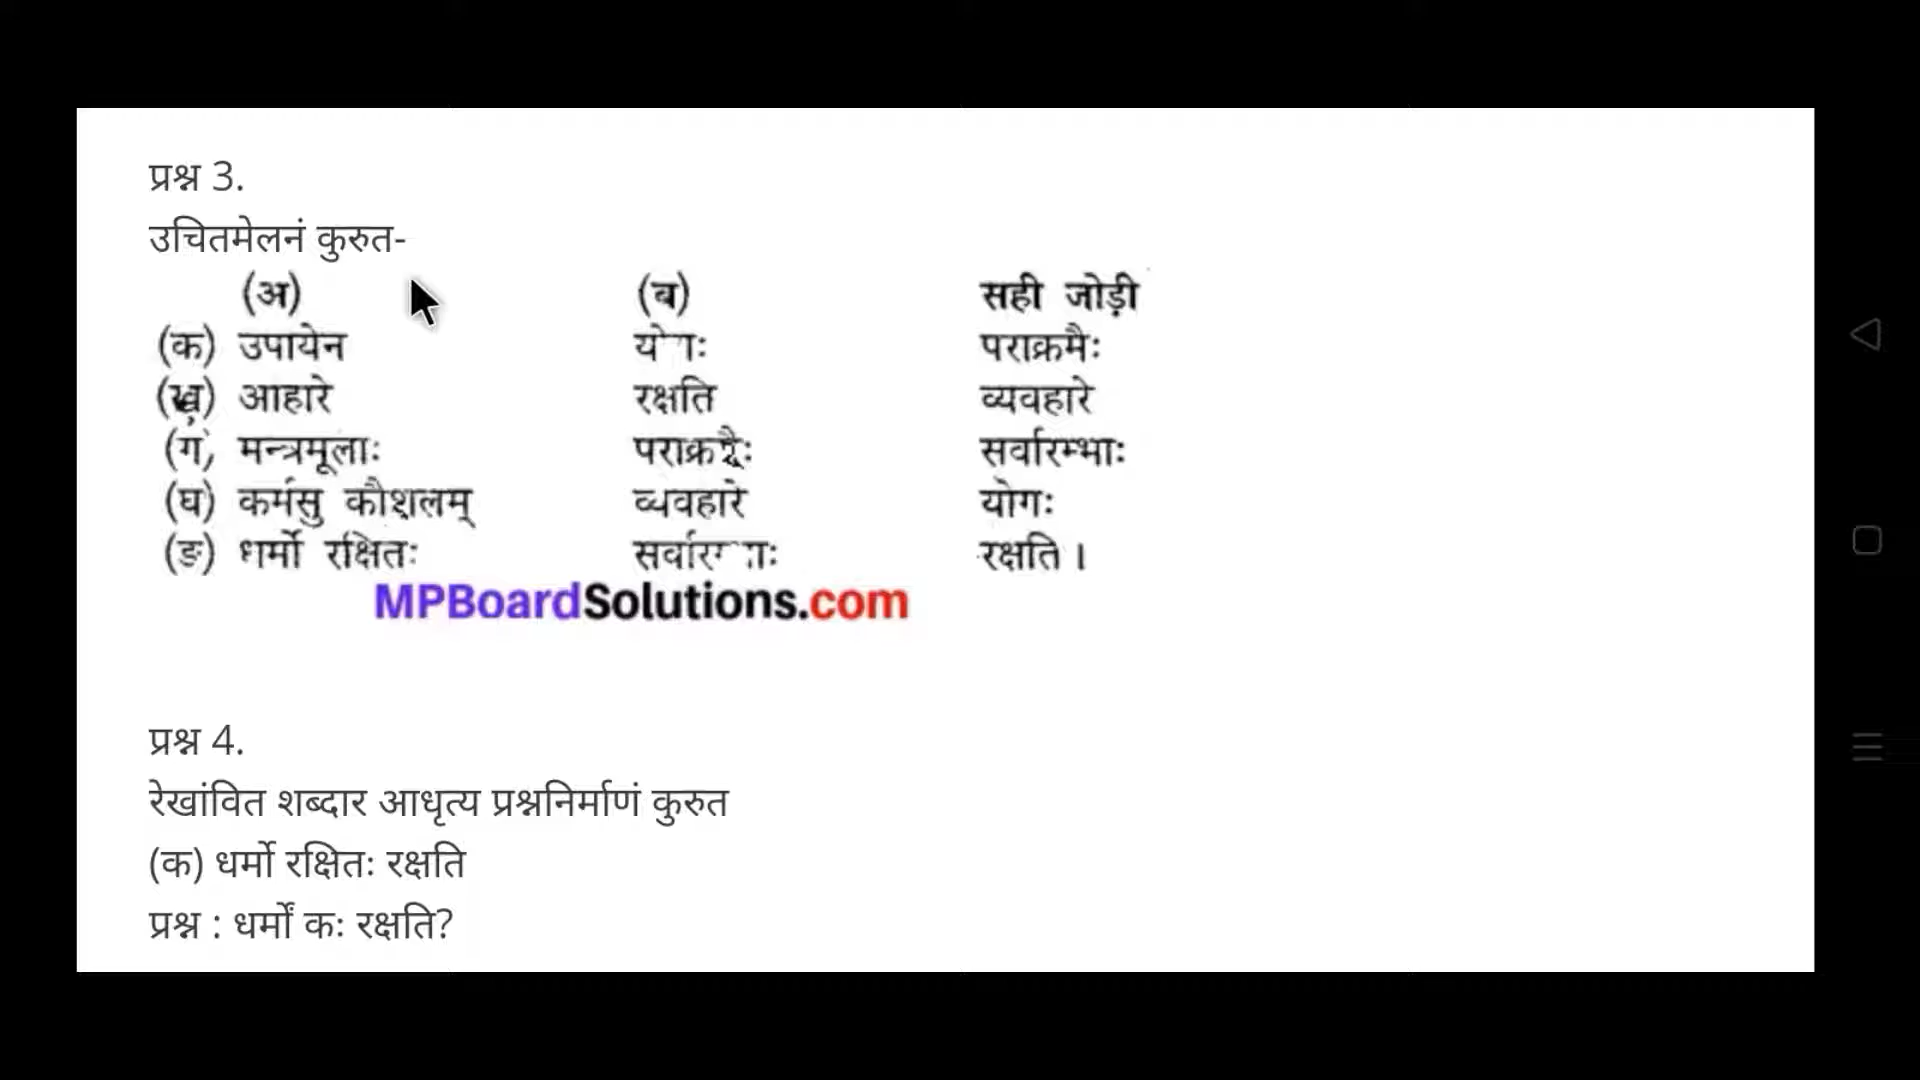 प्रश्न 3.
उचितमेलनं कुरुत-
(अ) (ब) सही जोड़ी
(क) उपायेन पराक्रमैः
(ख) आहारे रक्षति व्यवहारे
(ग) मन्त्रमूलाः सर्वारम्भाः
(घ) कर्मसु कौशलम् व्यवहारे योगः
(ङ) धर्मो रक्षितः रक्षति ।
MPBoardSolutions.com
प्रश्न 4.
रेखांवित शब्दार आधृत्य प्रश्ननिर्माणं कुरुत
(क) धर्मो रक्षितः रक्षति
प्रश्न : धर्मों कः रक्षति?